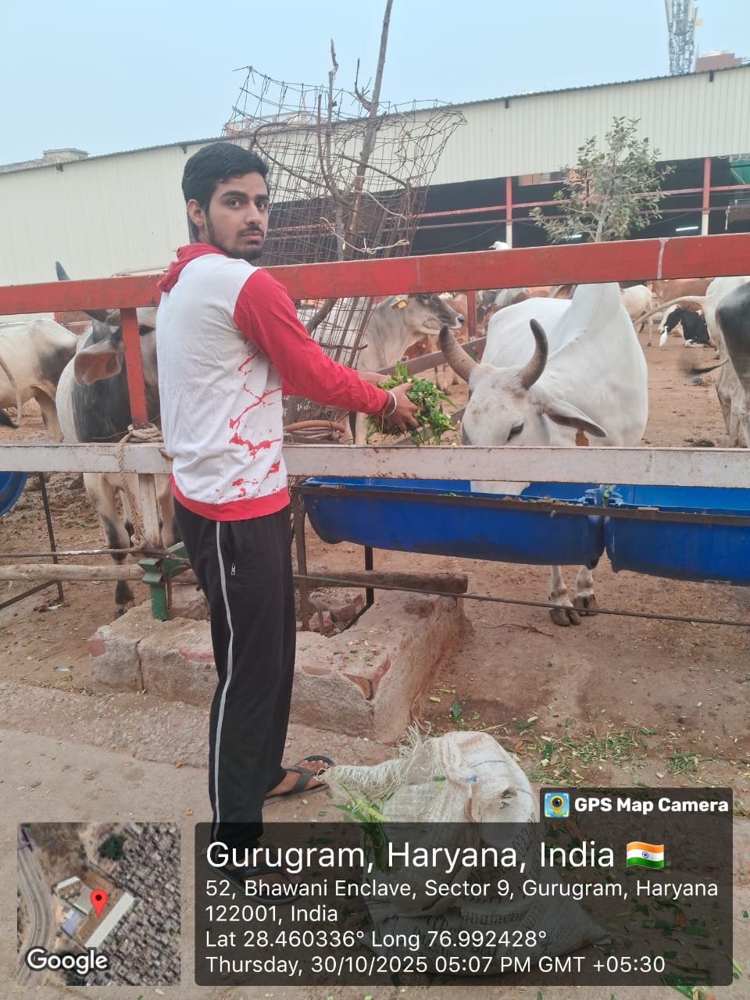 GPS Map Camera
Gurugram, Haryana, India 🇮🇳
52, Bhawani Enclave, Sector 9, Gurugram, Haryana
122001, India
Lat 28.460336° Long 76.992428°
Thursday, 30/10/2025 05:07 PM GMT +05:30
Google